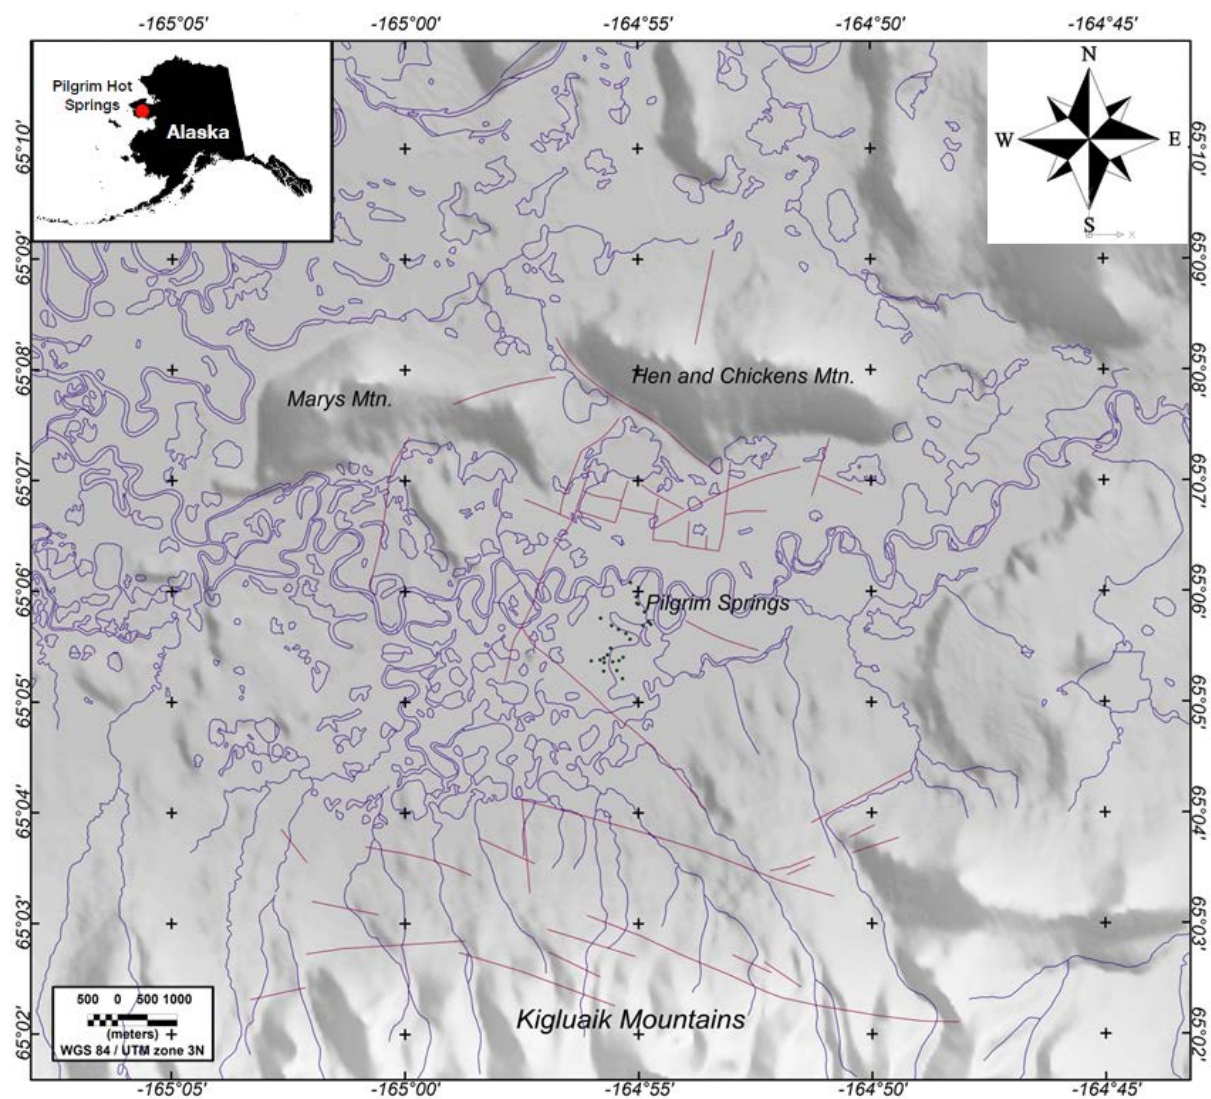 -165°05' -165°00' -164°55' -164°50' -164°45'
Pilgrim Hot
Springs
Alaska
N
W E
S
X
65°10' 65°10'
65°09' 65°09'
65°08' 65°08'
Hen and Chickens Mtn.
Marys Mtn.
65°07' 65°07'
65°06' 65°06'
Pilgrim Springs
65°05' 65°05'
65°04' 65°04'
65°03' 65°03'
500 0 500 1000
(meters)
WGS 84 / UTM zone 3N
Kigluaik Mountains
65°02' 65°02'
-165°05' -165°00' -164°55' -164°50' -164°45'